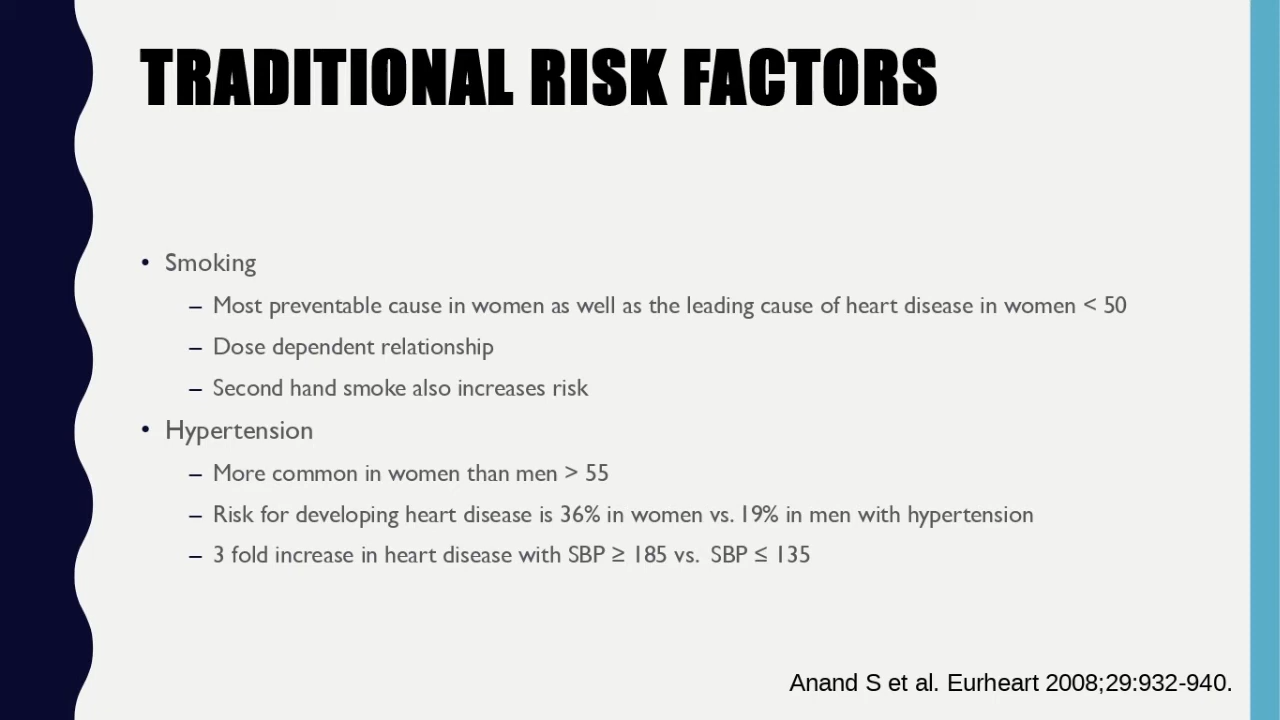 TRADITIONAL RISK FACTORS
• Smoking
– Most preventable cause in women as well as the leading cause of heart disease in women < 50
– Dose dependent relationship
– Second hand smoke also increases risk
• Hypertension
– More common in women than men > 55
– Risk for developing heart disease is 36% in women vs. 19% in men with hypertension
– 3 fold increase in heart disease with SBP ≥ 185 vs. SBP ≤ 135
Anand S et al. Eurheart 2008;29:932-940.